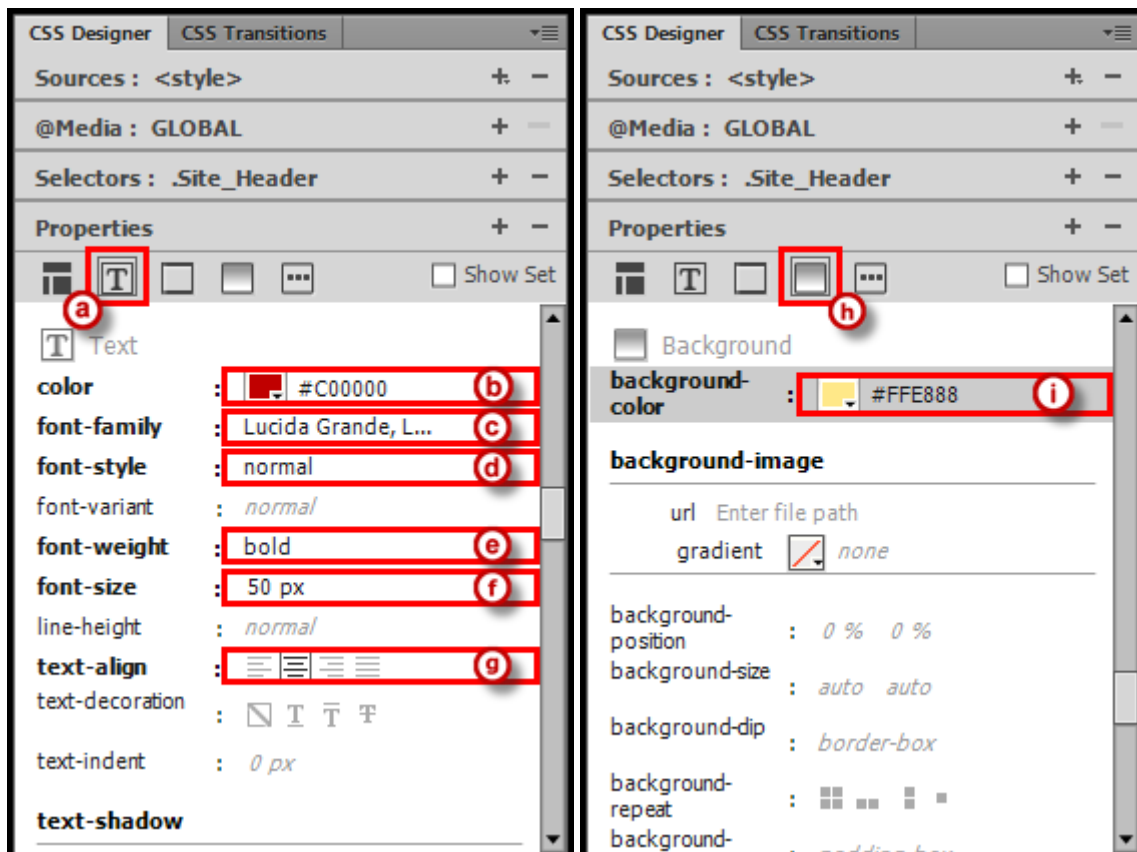 CSS Designer CSS Transitions
Sources : <style>
@Media : GLOBAL
Selectors : .Site_Header
Properties
T Show Set
a
T Text
color : #C00000 b
font-family : Lucida Grande, L... c
font-style : normal d
font-variant : normal
font-weight : bold e
font-size : 50 px f
line-height : normal
text-align : g
text-decoration : T T T
text-indent : 0 px
text-shadow
CSS Designer CSS Transitions
Sources : <style>
@Media : GLOBAL
Selectors : .Site_Header
Properties
T Show Set
h
Background
background-
color : #FFE888 i
background-image
url Enter file path
gradient none
background-
position : 0 % 0 %
background-size : auto auto
background-dip : border-box
background-
repeat :
background-
: padding-box